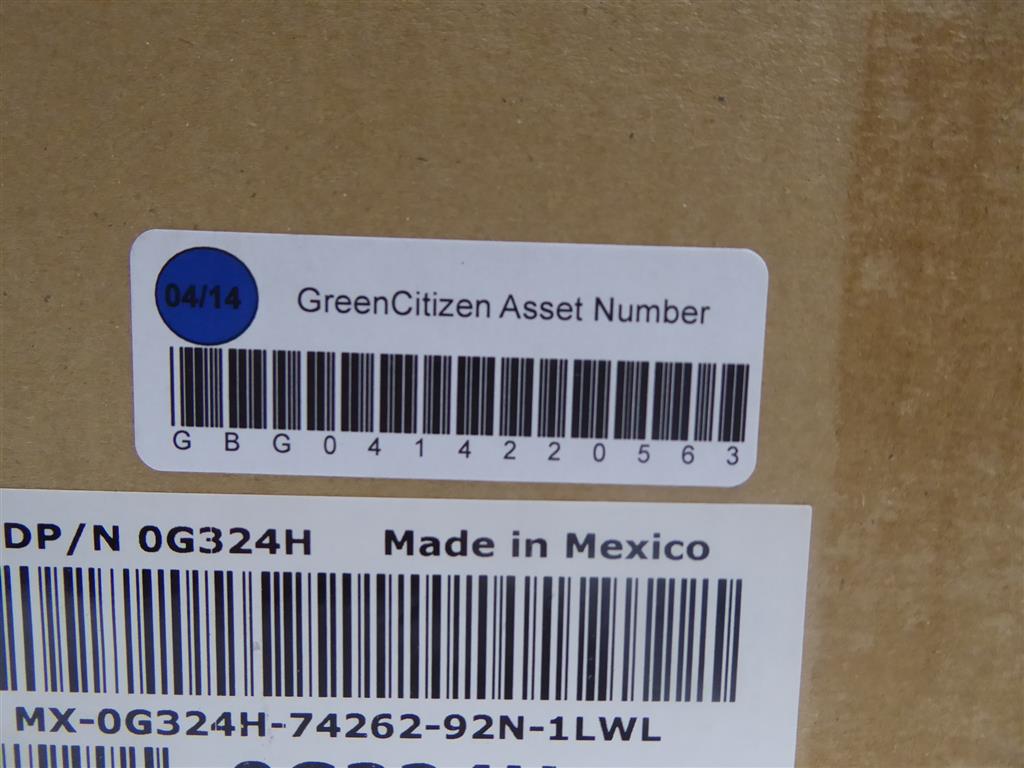 04/14
GreenCitizen Asset Number
G B G 0 4 1 4 2 2 0 5 6 3
DP/N 0G324H Made in Mexico
MX-0G324H-74262-92N-1LWL
0G324H